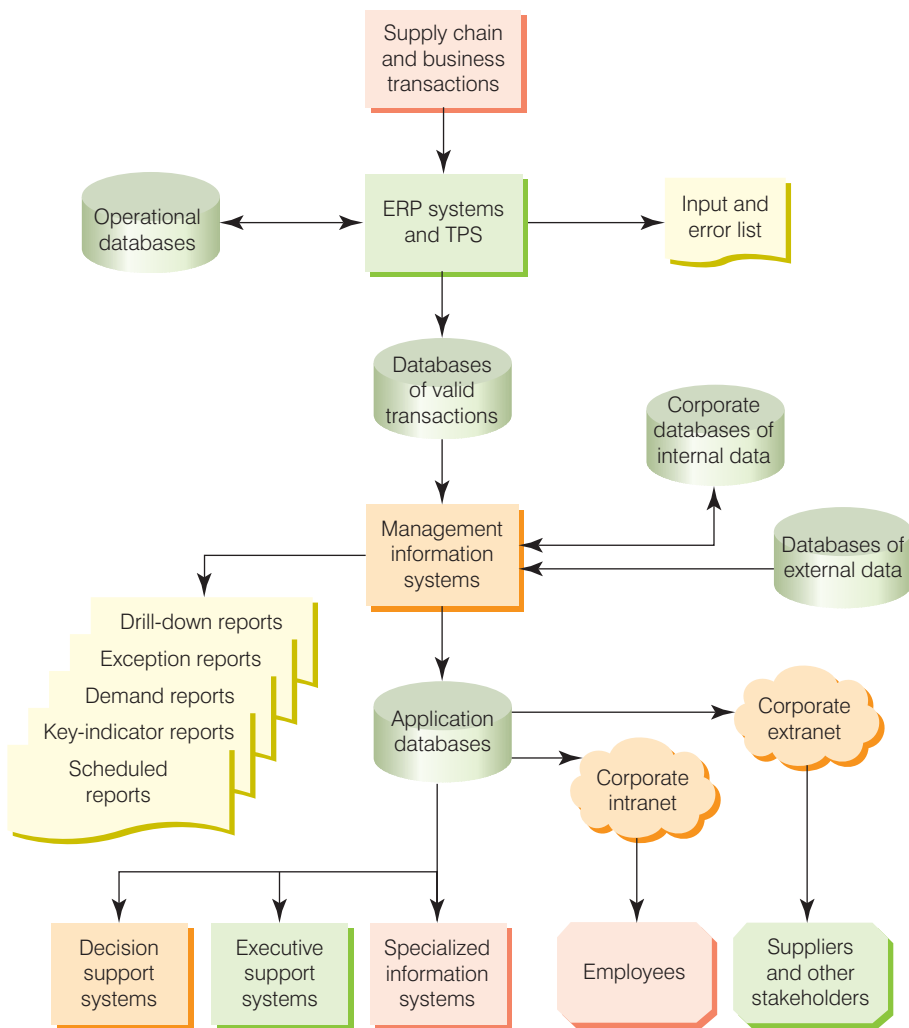 Supply chain
and business
transactions
Operational
databases
ERP systems
and TPS
Input and
error list
Databases
of valid
transactions
Corporate
databases of
internal data
Management
information
systems
Databases of
external data
Drill-down reports
Exception reports
Demand reports
Key-indicator reports
Scheduled
reports
Application
databases
Corporate
extranet
Corporate
intranet
Decision
support
systems
Executive
support
systems
Specialized
information
systems
Employees
Suppliers
and other
stakeholders